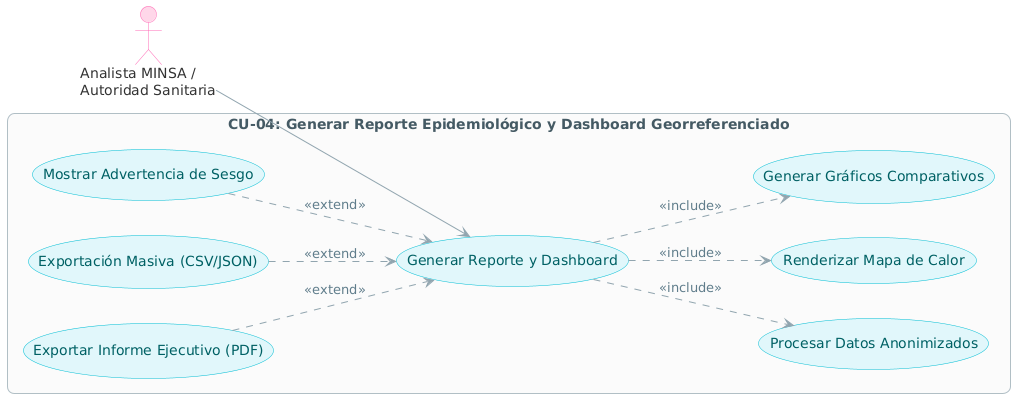 Analista MINSA /
Autoridad Sanitaria
CU-04: Generar Reporte Epidemiológico y Dashboard Georreferenciado
Mostrar Advertencia de Sesgo
«extend»
Exportación Masiva (CSV/JSON)
«extend»
Exportar Informe Ejecutivo (PDF)
«extend»
Generar Reporte y Dashboard
«include»
Generar Gráficos Comparativos
«include»
Renderizar Mapa de Calor
«include»
Procesar Datos Anonimizados